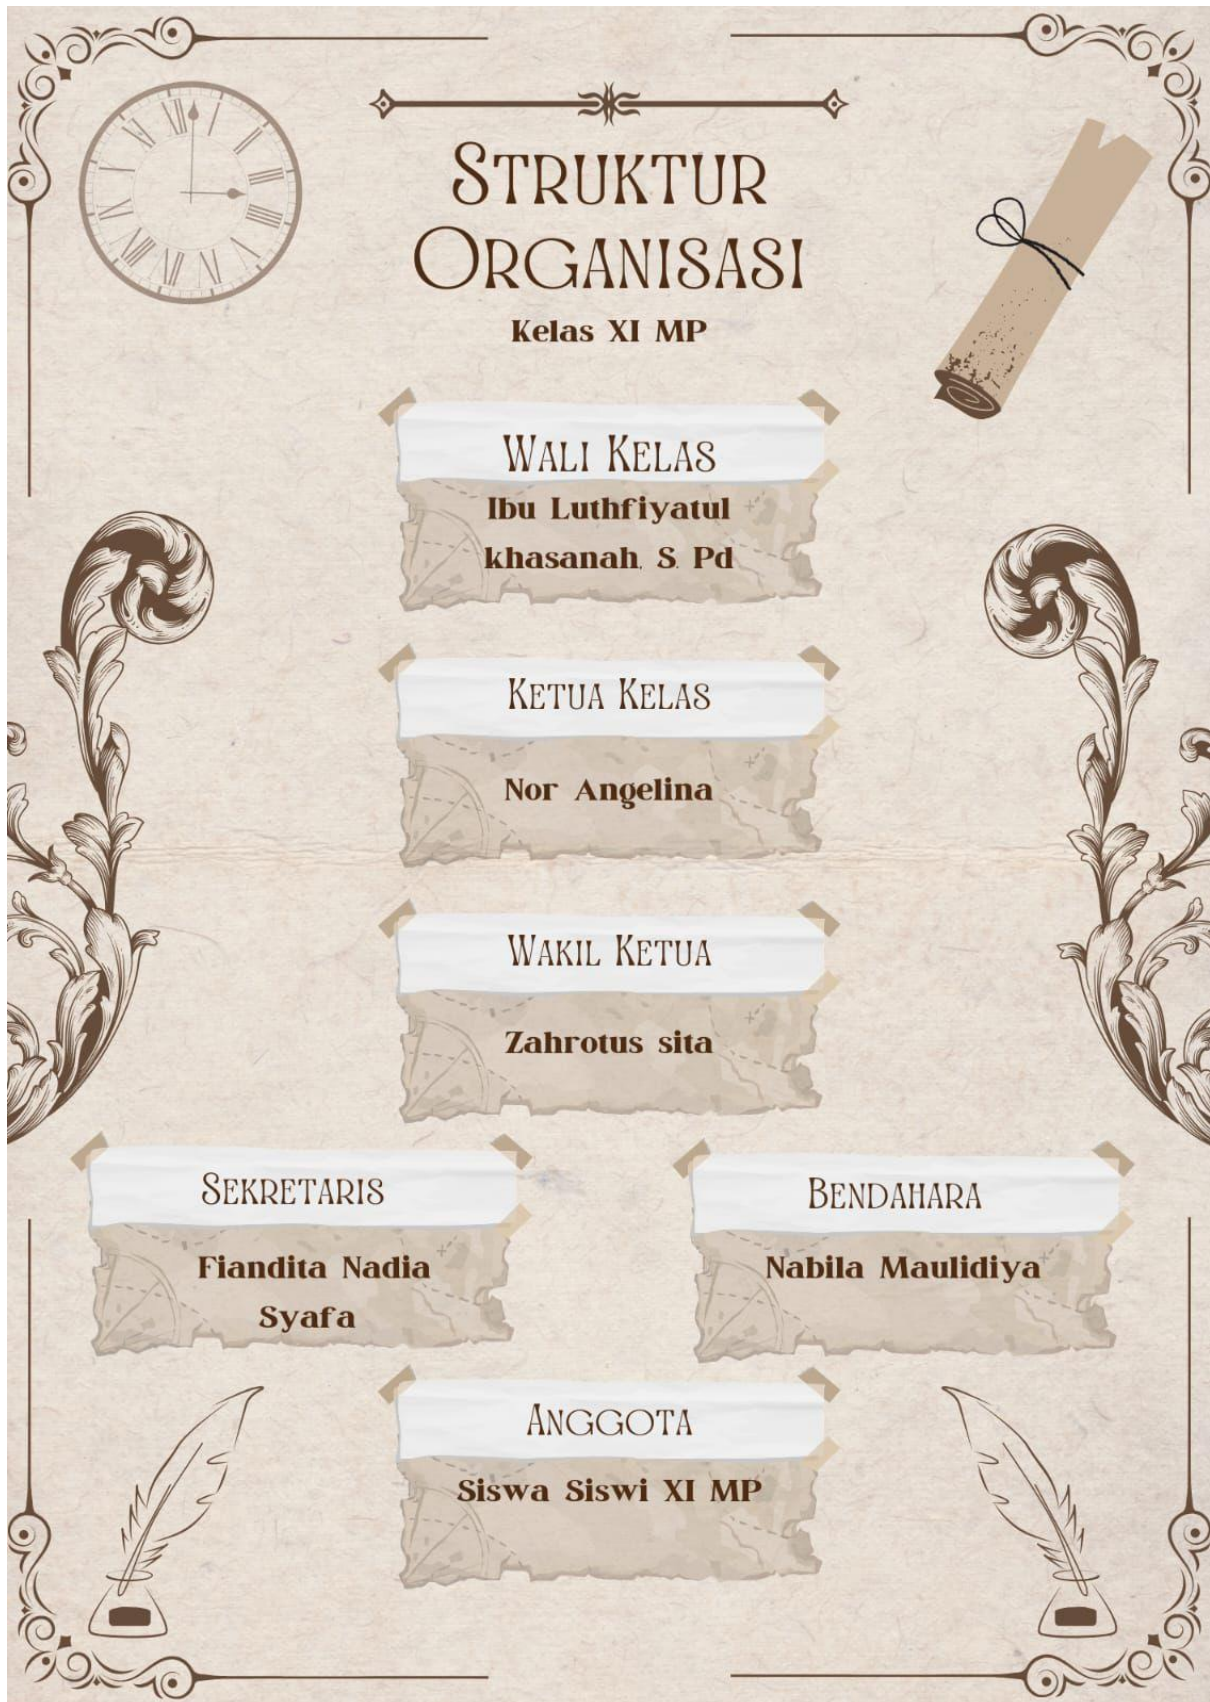 STRUKTUR
ORGANISASI
Kelas XI MP
WALI KELAS
Ibu Luthfiyatul
khasanah, S. Pd
KETUA KELAS
Nor Angelina
WAKIL KETUA
Zahrotus sita
SEKRETARIS
Fiandita Nadia
Syafa
BENDAHARA
Nabila Maulidiya
ANGGOTA
Siswa Siswi XI MP